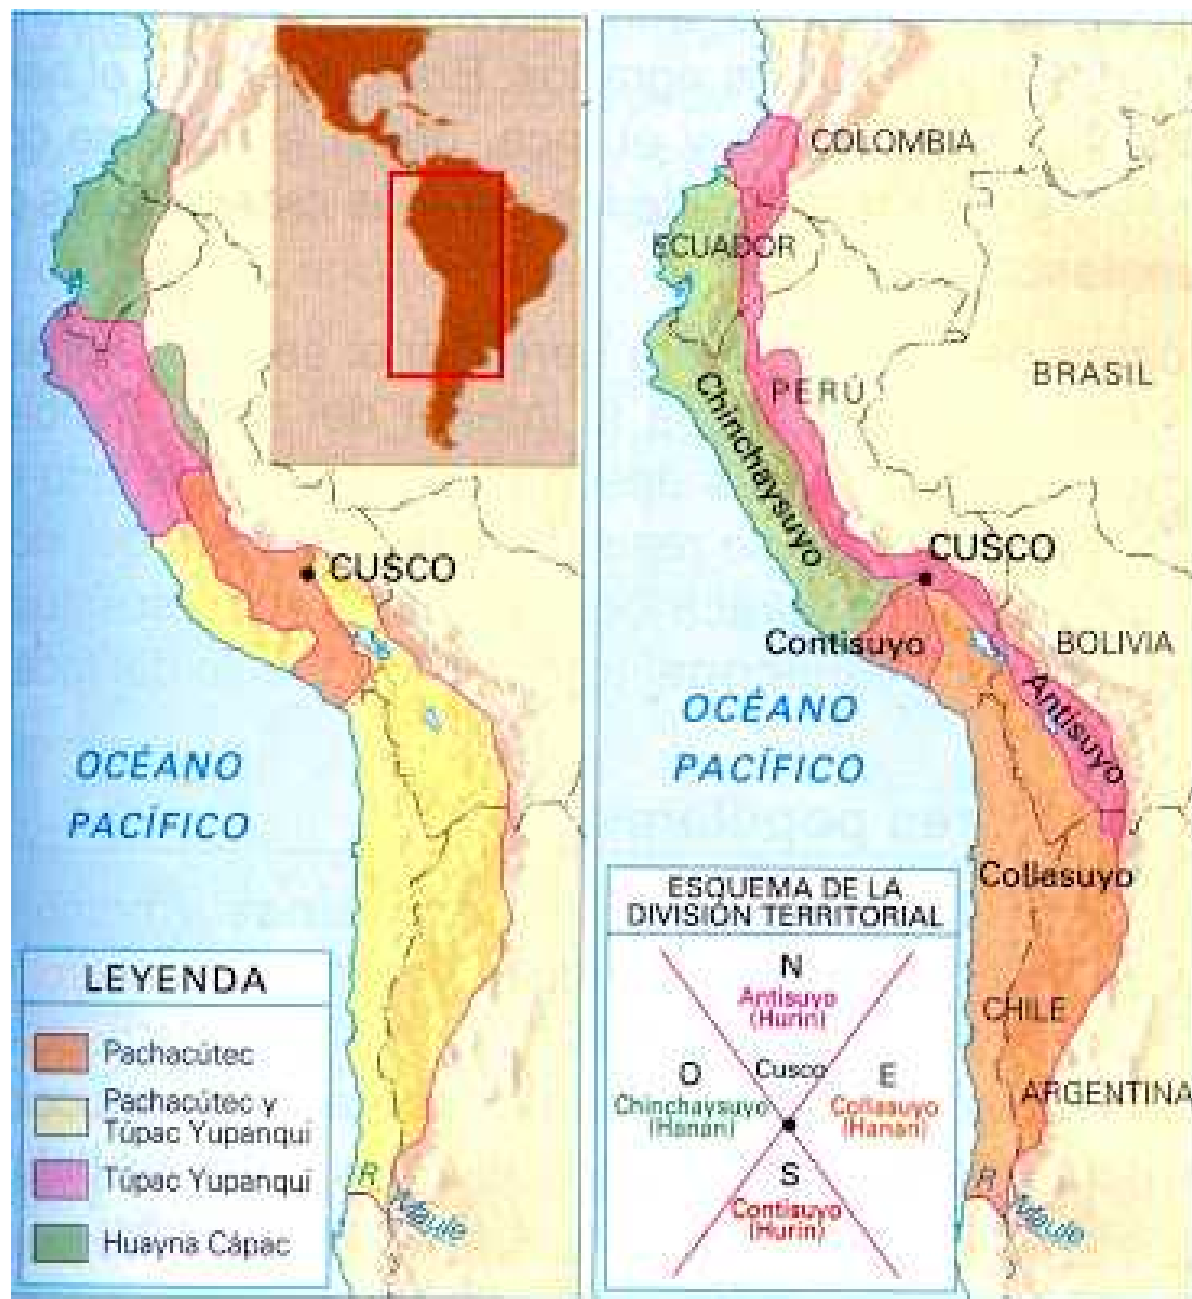 CUSCO
OCÉANO
PACÍFICO
LEYENDA
Pachacútec
Pachacútec y
Túpac Yupanqui
Túpac Yupanqui
Huayna Cápac
R. Maule
COLOMBIA
ECUADOR
PERÚ
BRASIL
Chinchaysuyo
CUSCO
Contisuyo
BOLIVIA
Antisuyo
OCÉANO
PACÍFICO
Collasuyo
CHILE
ARGENTINA
R. Maule
ESQUEMA DE LA
DIVISIÓN TERRITORIAL
N
Antisuyo
(Hurin)
Cusco
O
Chinchaysuyo
(Hanan)
E
Collasuyo
(Hanan)
S
Contisuyo
(Hurin)